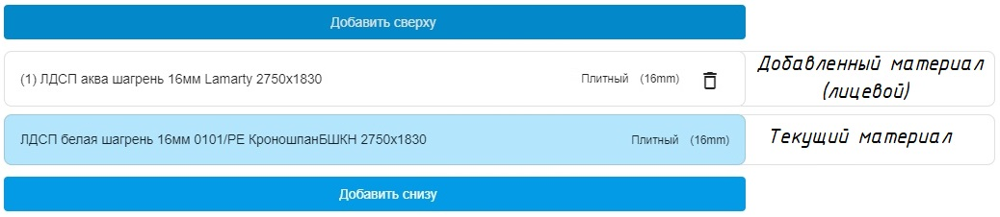 Добавить сверху
(1) ЛДСП аква шагрень 16мм Lamarty 2750x1830 Плитный (16mm)
Добавленный материал
(лицевой)
ЛДСП белая шагрень 16мм 0101/PE КроношпанБШКН 2750x1830 Плитный (16mm)
Текущий материал
Добавить снизу